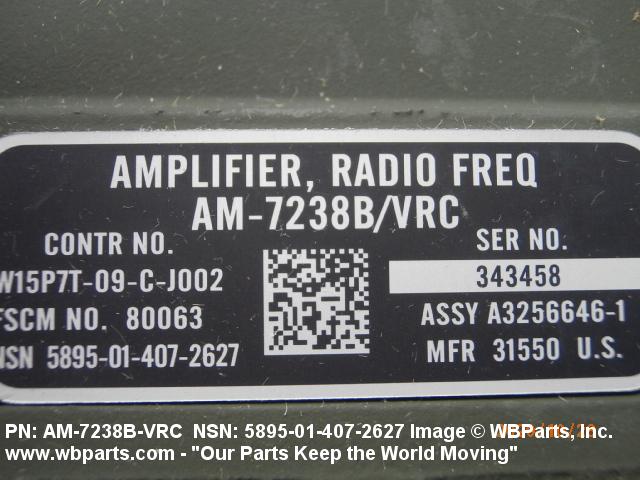 AMPLIFIER, RADIO FREQ
AM-7238B/VRC
CONTR NO.
W15P7T-09-C-J002
FSCM NO. 80063
NSN 5895-01-407-2627
SER NO.
343458
ASSY A3256646-1
MFR 31550 U.S.
PN: AM-7238B-VRC NSN: 5895-01-407-2627 Image © WBParts, Inc.
www.wbparts.com - "Our Parts Keep the World Moving"